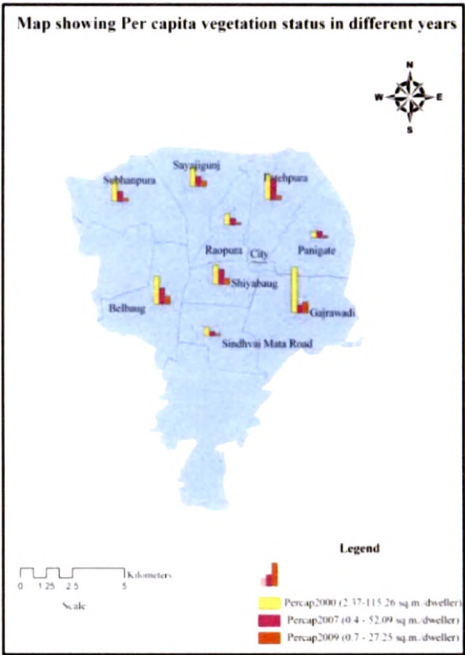 Map showing Per capita vegetation status in different years
N
W E
S
Sayajigunj
Subhanpura
Fatehpura
Raopura City Panigate
Shiyabaug
Belbaug
Gajrawadi
Sindhvai Mata Road
Legend
Kilometers
0 1.25 2.5 5
Scale
Percap2000 (2.37-115.26 sq.m./dweller)
Percap2007 (0.4 - 52.09 sq.m./dweller)
Percap2009 (0.7 - 27.25 sq.m./dweller)